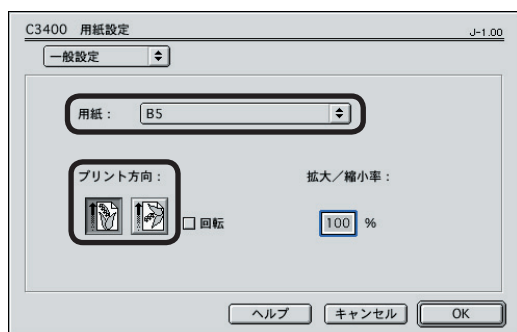 C3400 用紙設定 J-1.00
一般設定
用紙： B5
プリント方向： 拡大／縮小率：
回転 100 %
ヘルプ キャンセル OK